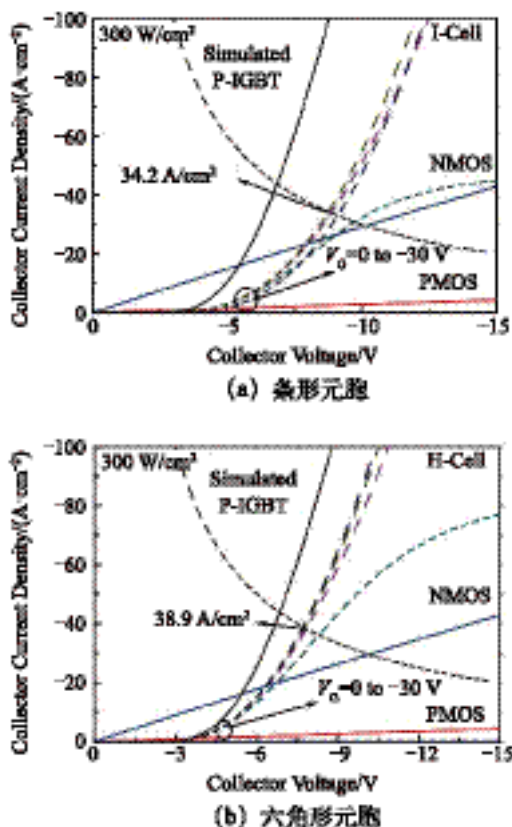 -100
-80
-60
-40
-20
0
Collector Current Density/(A·cm⁻²)
300 W/cm²
Simulated
P-IGBT
I-Cell
34.2 A/cm²
NMOS
V_G=0 to −30 V
PMOS
0
-5
-10
-15
Collector Voltage/V
(a) 条形元胞
-100
-80
-60
-40
-20
0
Collector Current Density/(A·cm⁻²)
300 W/cm²
Simulated
P-IGBT
H-Cell
38.9 A/cm²
NMOS
V_G=0 to −30 V
PMOS
0
-3
-6
-9
-12
-15
Collector Voltage/V
(b) 六角形元胞